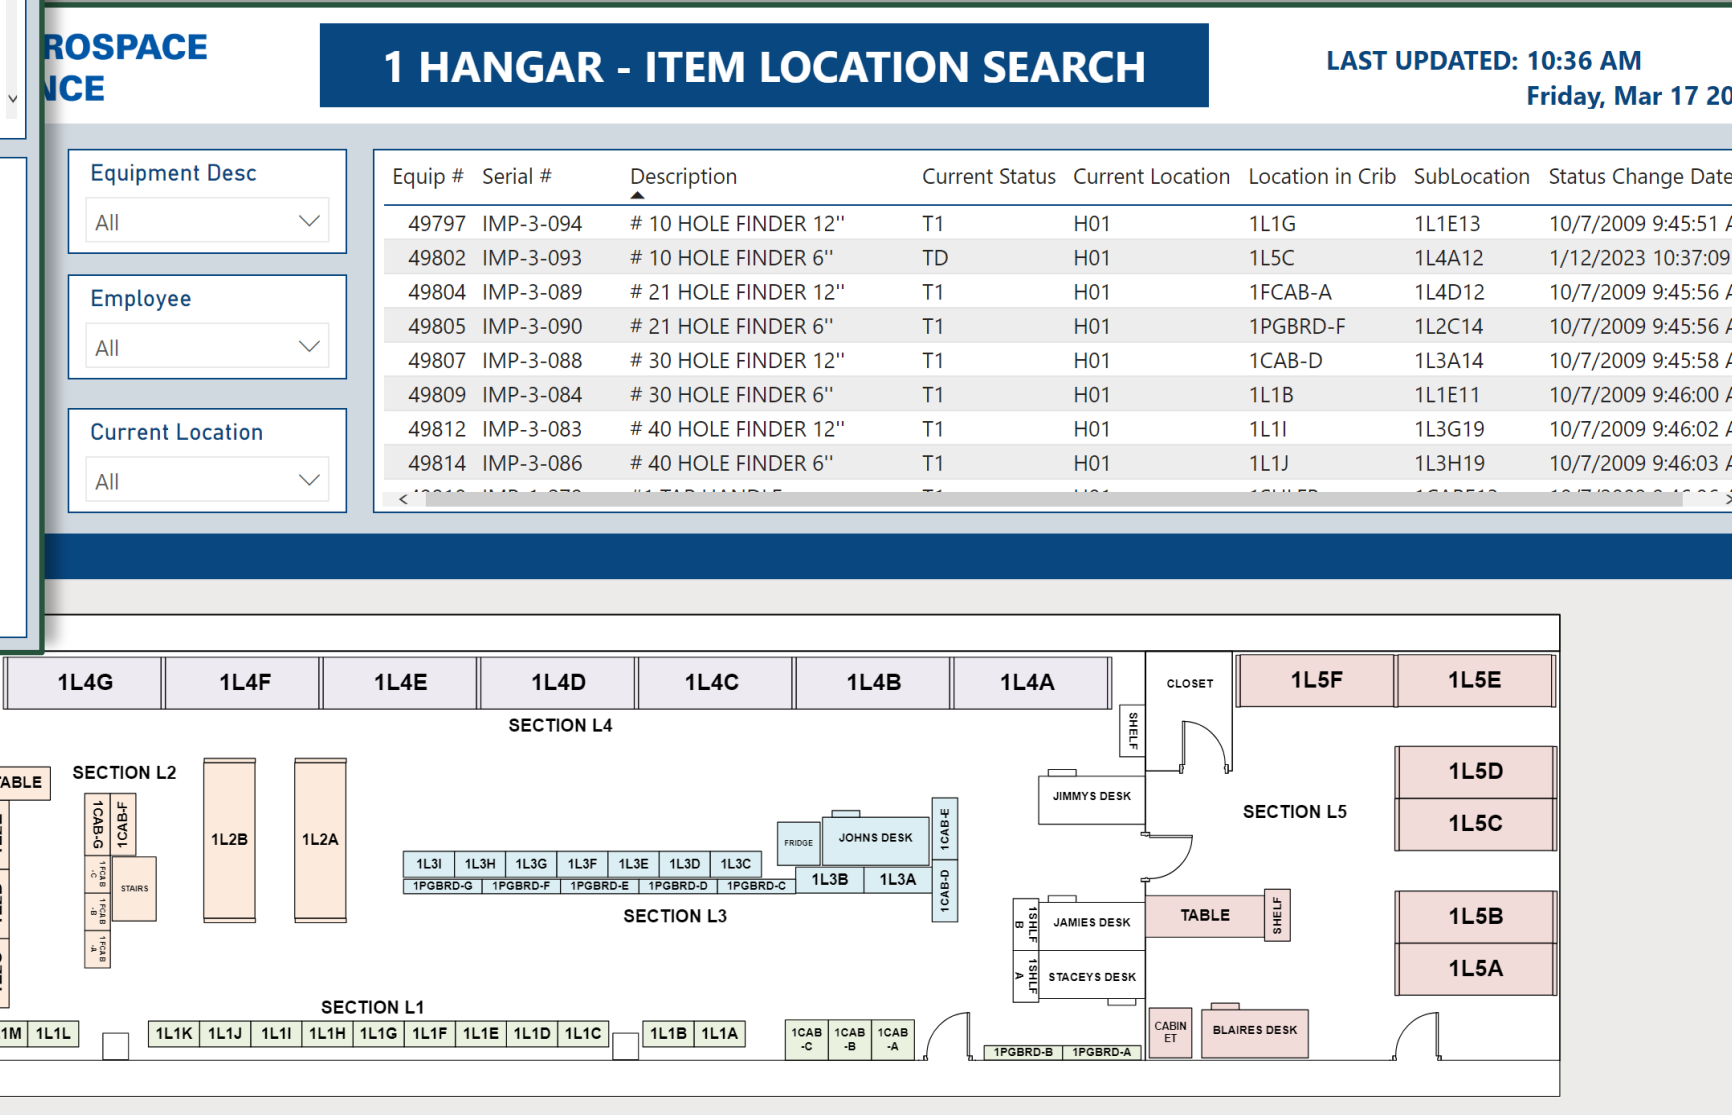 ROSPACE
NCE
1 HANGAR - ITEM LOCATION SEARCH
LAST UPDATED: 10:36 AM
Friday, Mar 17 20
Equipment Desc
All
Employee
All
Current Location
All
Equip # Serial # Description Current Status Current Location Location in Crib SubLocation Status Change Date
49797 IMP-3-094 # 10 HOLE FINDER 12'' T1 H01 1L1G 1L1E13 10/7/2009 9:45:51 A
49802 IMP-3-093 # 10 HOLE FINDER 6'' TD H01 1L5C 1L4A12 1/12/2023 10:37:09
49804 IMP-3-089 # 21 HOLE FINDER 12'' T1 H01 1FCAB-A 1L4D12 10/7/2009 9:45:56 A
49805 IMP-3-090 # 21 HOLE FINDER 6'' T1 H01 1PGBRD-F 1L2C14 10/7/2009 9:45:56 A
49807 IMP-3-088 # 30 HOLE FINDER 12'' T1 H01 1CAB-D 1L3A14 10/7/2009 9:45:58 A
49809 IMP-3-084 # 30 HOLE FINDER 6'' T1 H01 1L1B 1L1E11 10/7/2009 9:46:00 A
49812 IMP-3-083 # 40 HOLE FINDER 12'' T1 H01 1L1I 1L3G19 10/7/2009 9:46:02 A
49814 IMP-3-086 # 40 HOLE FINDER 6'' T1 H01 1L1J 1L3H19 10/7/2009 9:46:03 A
1L4G 1L4F 1L4E 1L4D 1L4C 1L4B 1L4A
CLOSET
1L5F 1L5E
SECTION L4
SHELF
SECTION L2
TABLE
1CAB-G
1CAB-F
1FCAB
-C
1FCAB
-B
1FCAB
-A
STAIRS
1L2B
1L2A
FRIDGE
JOHNS DESK
1CAB-E
1CAB-D
1L3I 1L3H 1L3G 1L3F 1L3E 1L3D 1L3C
1L3B 1L3A
1PGBRD-G 1PGBRD-F 1PGBRD-E 1PGBRD-D 1PGBRD-C
SECTION L3
JIMMYS DESK
SECTION L5
1L5D
1L5C
1SHLF
B
JAMIES DESK
1SHLF
A
STACEYS DESK
TABLE
SHELF
1L5B
1L5A
SECTION L1
1M 1L1L
1L1K 1L1J 1L1I 1L1H 1L1G 1L1F 1L1E 1L1D 1L1C
1L1B 1L1A
1CAB
-C
1CAB
-B
1CAB
-A
1PGBRD-B 1PGBRD-A
CABIN
ET
BLAIRES DESK